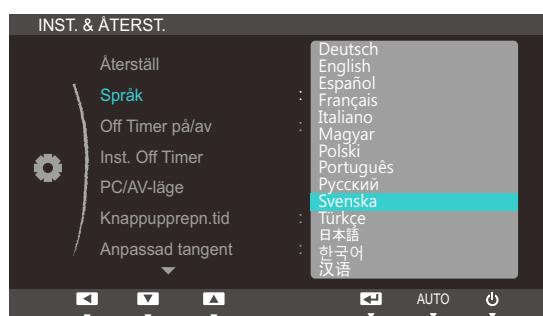 INST. & ÅTERST.
Återställ
Språk :
Off Timer på/av :
Inst. Off Timer
PC/AV-läge
Knappupprepn.tid :
Anpassad tangent :
Deutsch
English
Español
Français
Italiano
Magyar
Polski
Português
Русский
Svenska
Türkçe
日本語
한국어
汉语
AUTO